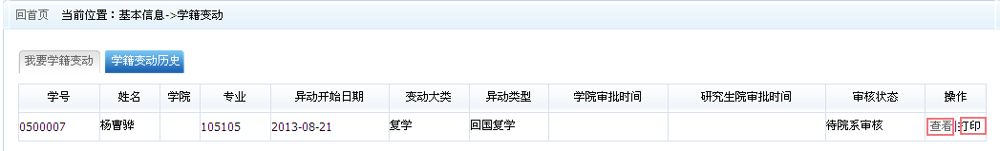 回首页 当前位置：基本信息->学籍变动
我要学籍变动 学籍变动历史
学号 姓名 学院 专业 异动开始日期 变动大类 异动类型 学院审批时间 研究生院审批时间 审核状态 操作
0500007 杨曹骅 105105 2013-08-21 复学 回国复学 待院系审核 查看|打印